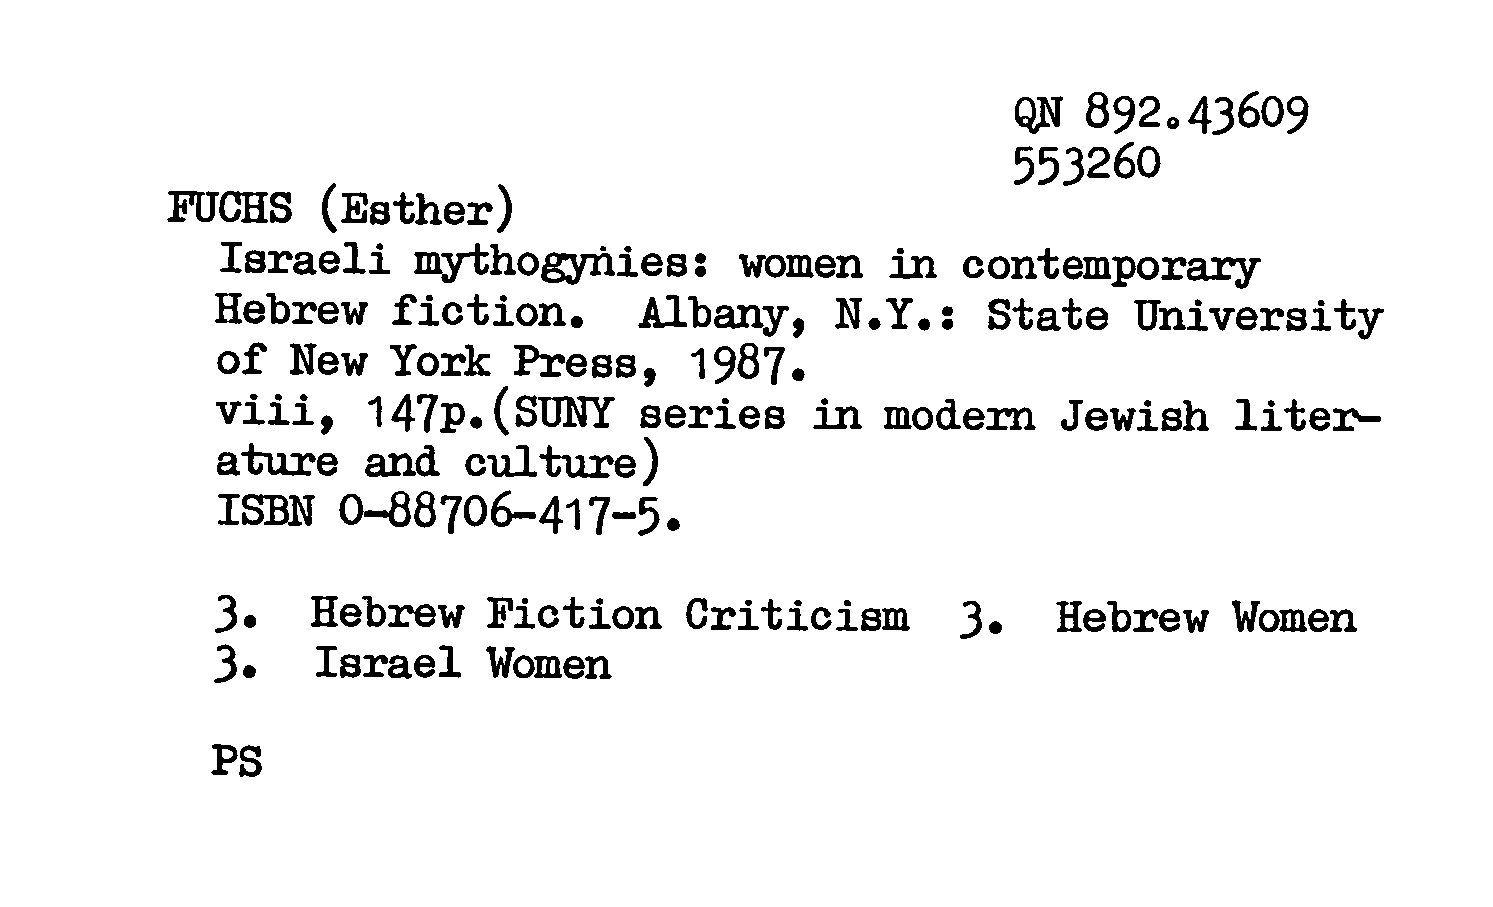 QN 892.43609
553260
FUCHS (Esther)
Israeli mythogynies: women in contemporary
Hebrew fiction. Albany, N.Y.: State University
of New York Press, 1987.
viii, 147p.(SUNY series in modern Jewish liter-
ature and culture)
ISBN 0-88706-417-5.
3. Hebrew Fiction Criticism 3. Hebrew Women
3. Israel Women
PS